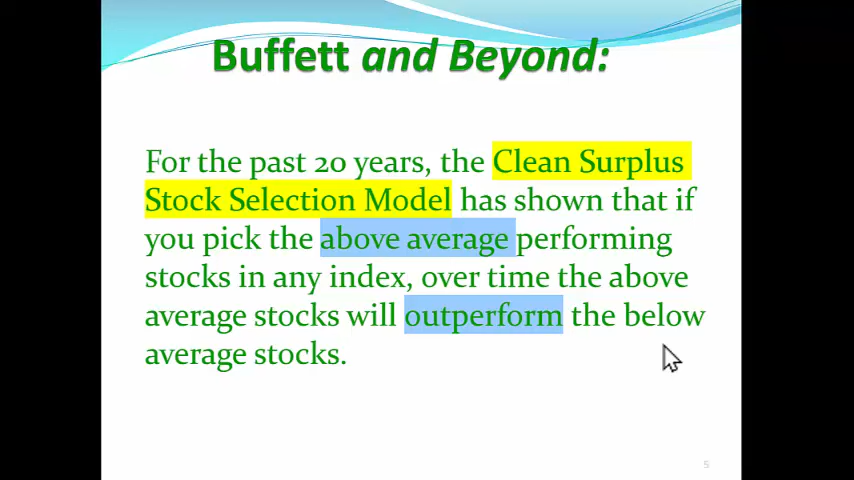 Buffett and Beyond:
For the past 20 years, the Clean Surplus
Stock Selection Model has shown that if
you pick the above average performing
stocks in any index, over time the above
average stocks will outperform the below
average stocks.
5